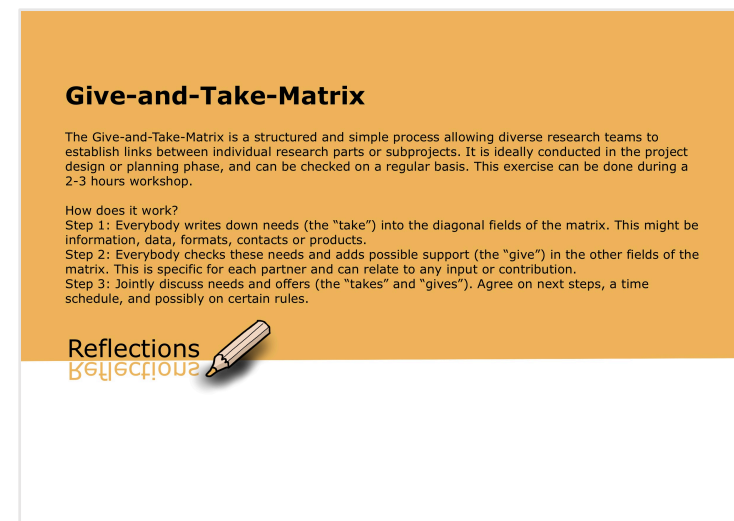 Give-and-Take-Matrix
The Give-and-Take-Matrix is a structured and simple process allowing diverse research teams to
establish links between individual research parts or subprojects. It is ideally conducted in the project
design or planning phase, and can be checked on a regular basis. This exercise can be done during a
2-3 hours workshop.
How does it work?
Step 1: Everybody writes down needs (the “take”) into the diagonal fields of the matrix. This might be
information, data, formats, contacts or products.
Step 2: Everybody checks these needs and adds possible support (the “give”) in the other fields of the
matrix. This is specific for each partner and can relate to any input or contribution.
Step 3: Jointly discuss needs and offers (the “takes” and “gives”). Agree on next steps, a time
schedule, and possibly on certain rules.
Reflections
Reflections